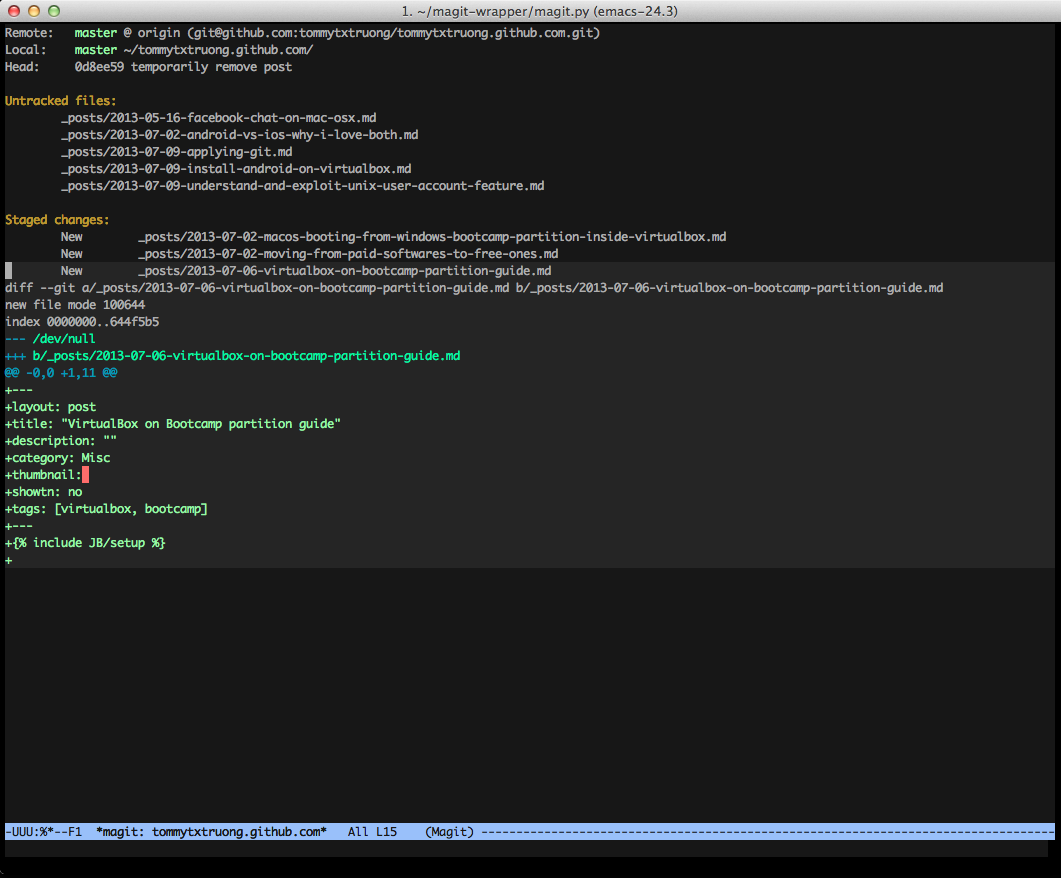 1. ~/magit-wrapper/magit.py (emacs-24.3)
Remote: master @ origin (git@github.com:tommytxtruong/tommytxtruong.github.com.git)
Local: master ~/tommytxtruong.github.com/
Head: 0d8ee59 temporarily remove post
Untracked files:
_posts/2013-05-16-facebook-chat-on-mac-osx.md
_posts/2013-07-02-android-vs-ios-why-i-love-both.md
_posts/2013-07-09-applying-git.md
_posts/2013-07-09-install-android-on-virtualbox.md
_posts/2013-07-09-understand-and-exploit-unix-user-account-feature.md
Staged changes:
New _posts/2013-07-02-macos-booting-from-windows-bootcamp-partition-inside-virtualbox.md
New _posts/2013-07-02-moving-from-paid-softwares-to-free-ones.md
New _posts/2013-07-06-virtualbox-on-bootcamp-partition-guide.md
diff --git a/_posts/2013-07-06-virtualbox-on-bootcamp-partition-guide.md b/_posts/2013-07-06-virtualbox-on-bootcamp-partition-guide.md
new file mode 100644
index 0000000..644f5b5
--- /dev/null
+++ b/_posts/2013-07-06-virtualbox-on-bootcamp-partition-guide.md
@@ -0,0 +1,11 @@
+---
+layout: post
+title: "VirtualBox on Bootcamp partition guide"
+description: ""
+category: Misc
+thumbnail:
+showtn: no
+tags: [virtualbox, bootcamp]
+---
+{% include JB/setup %}
+
-UUU:%*--F1 *magit: tommytxtruong.github.com* All L15 (Magit) ----------------------------------------------------------------------------------